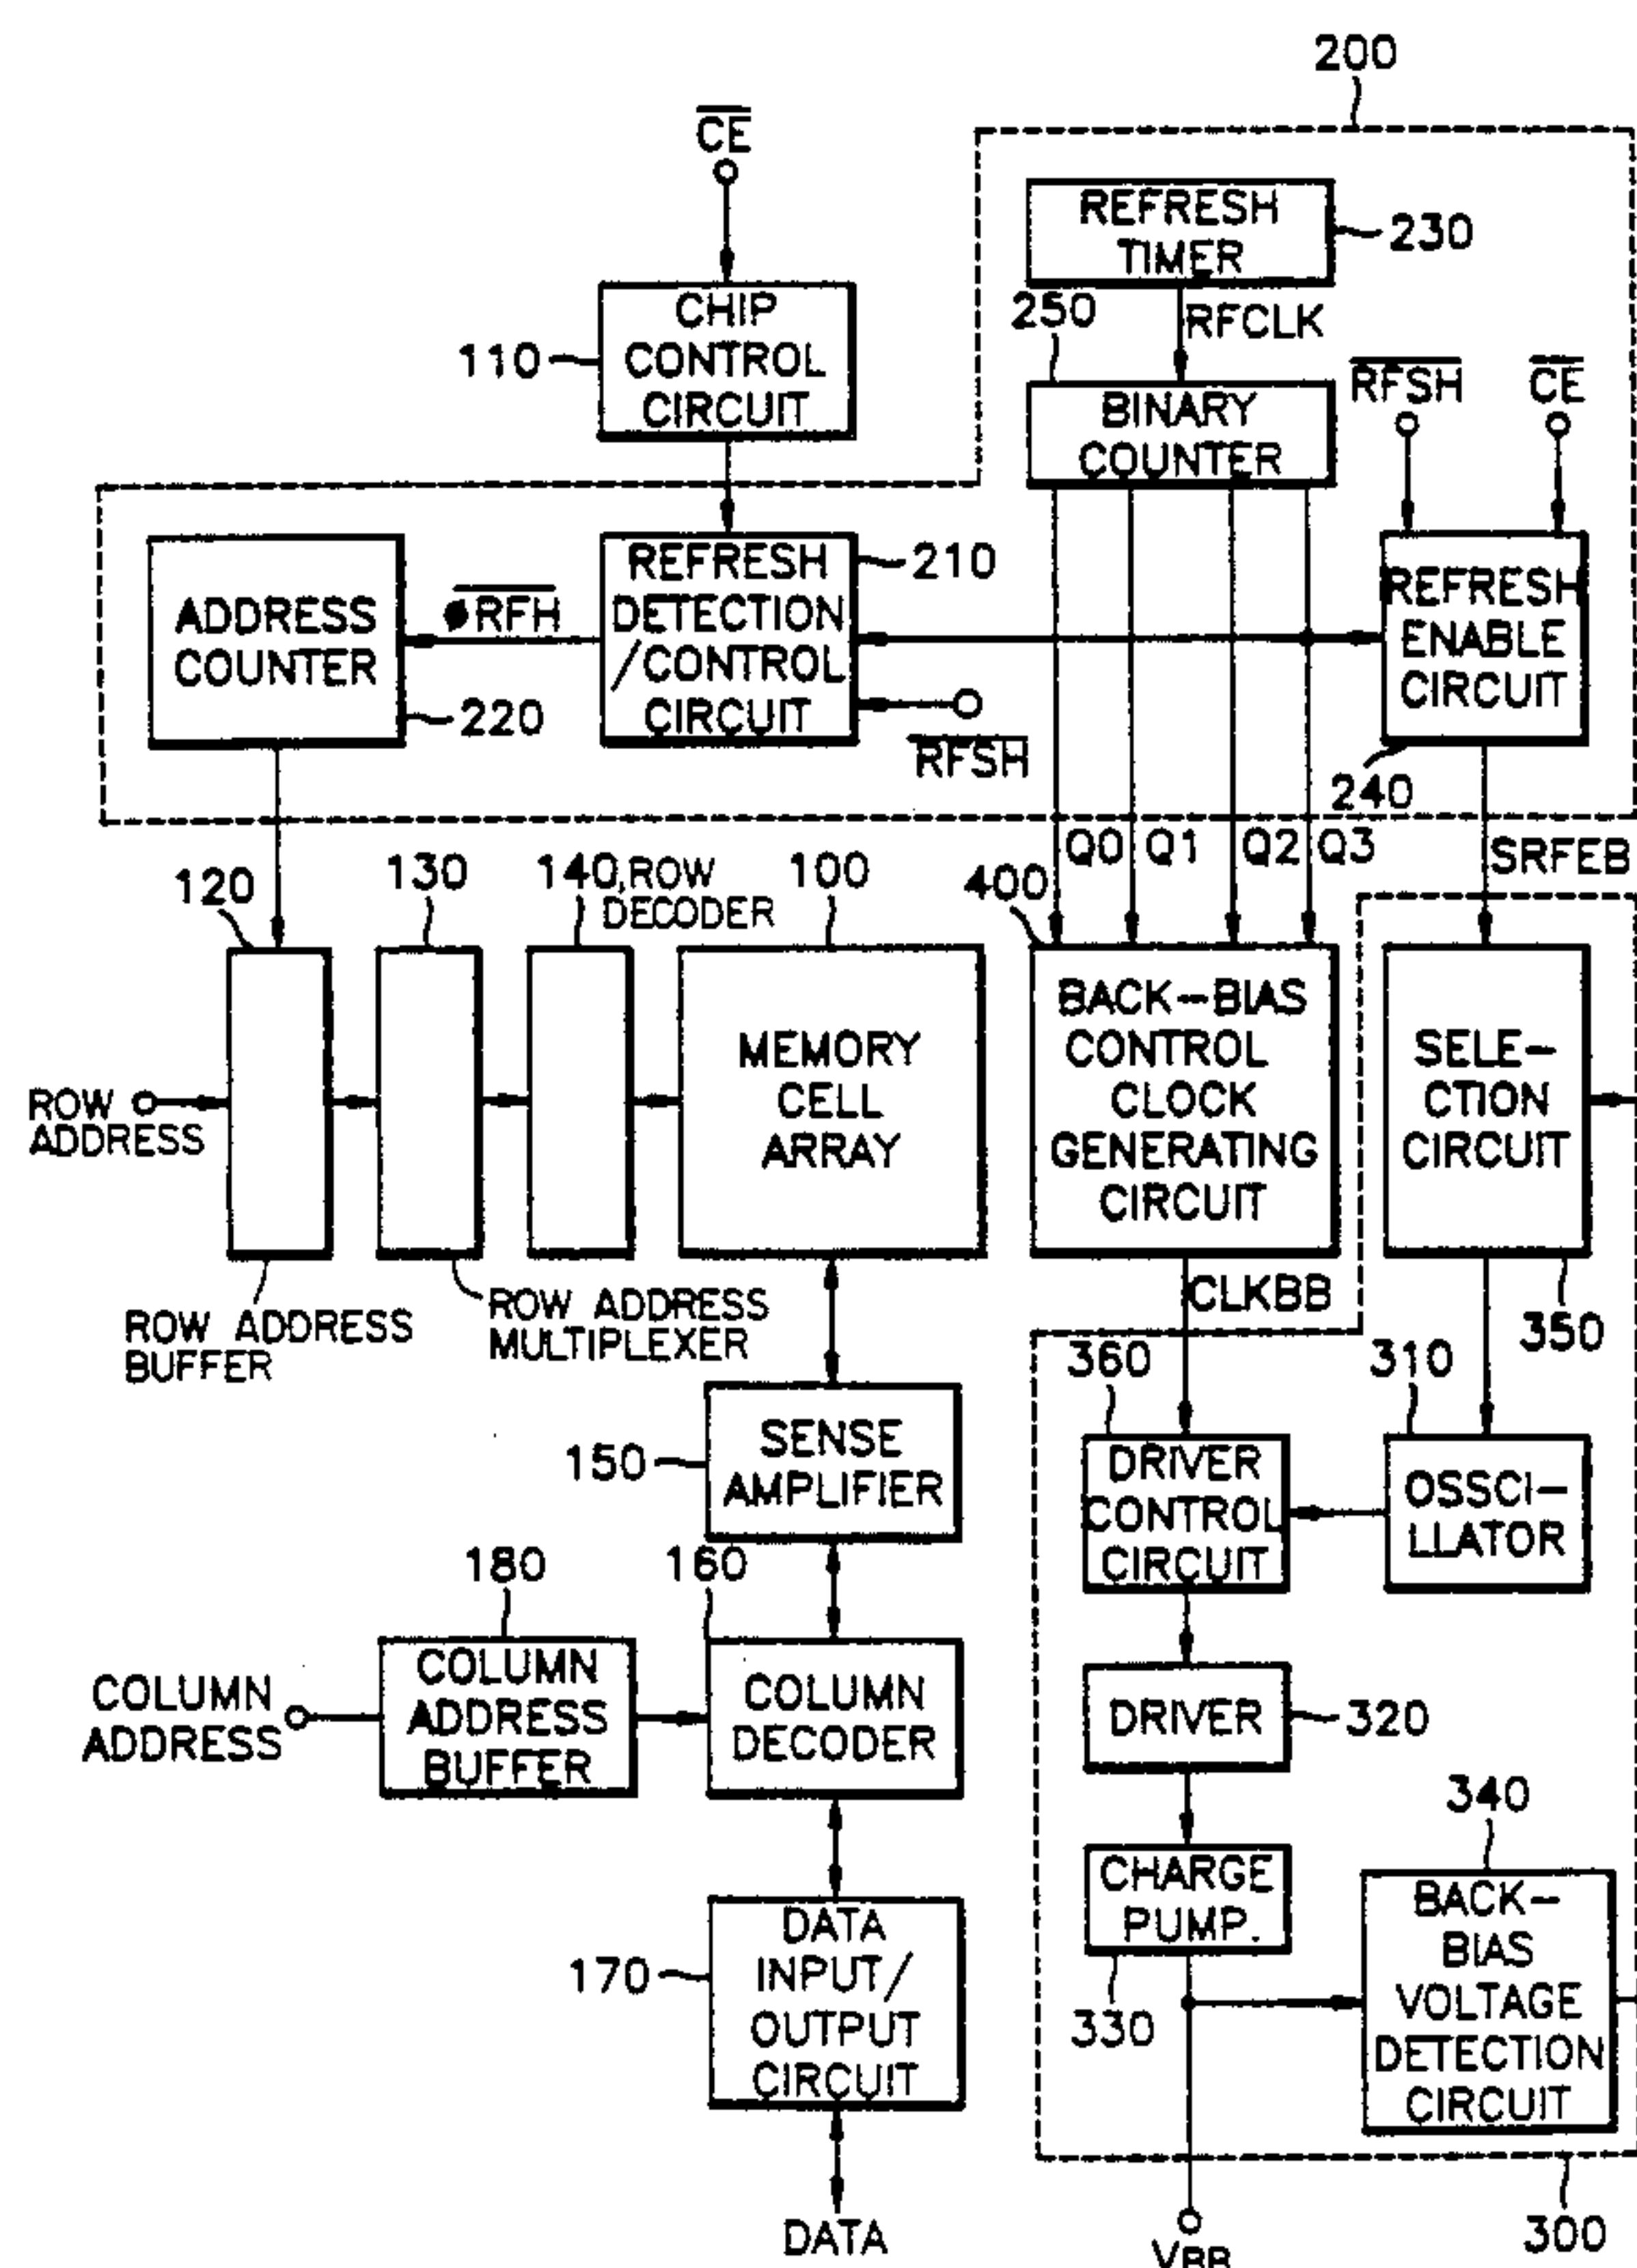 200
CE
REFRESH
TIMER
230
250
RFCLK
CHIP
CONTROL
CIRCUIT
110
RFSH
CE
BINARY
COUNTER
REFRESH
DETECTION
/CONTROL
CIRCUIT
210
ADDRESS
COUNTER
220
øRFH
RFSH
REFRESH
ENABLE
CIRCUIT
240
Q0 Q1 Q2 Q3
SRFEB
120
130
140, ROW
DECODER
100
400
ROW
ADDRESS
MEMORY
CELL
ARRAY
BACK-BIAS
CONTROL
CLOCK
GENERATING
CIRCUIT
SELE-
CTION
CIRCUIT
350
ROW ADDRESS
BUFFER
ROW ADDRESS
MULTIPLEXER
CLKBB
360
310
SENSE
AMPLIFIER
150
DRIVER
CONTROL
CIRCUIT
OSSCI-
LLATOR
180
160
COLUMN
ADDRESS
COLUMN
ADDRESS
BUFFER
COLUMN
DECODER
DRIVER
320
340
CHARGE
PUMP.
330
BACK-
BIAS
VOLTAGE
DETECTION
CIRCUIT
DATA
INPUT/
OUTPUT
CIRCUIT
170
DATA
VBB
300